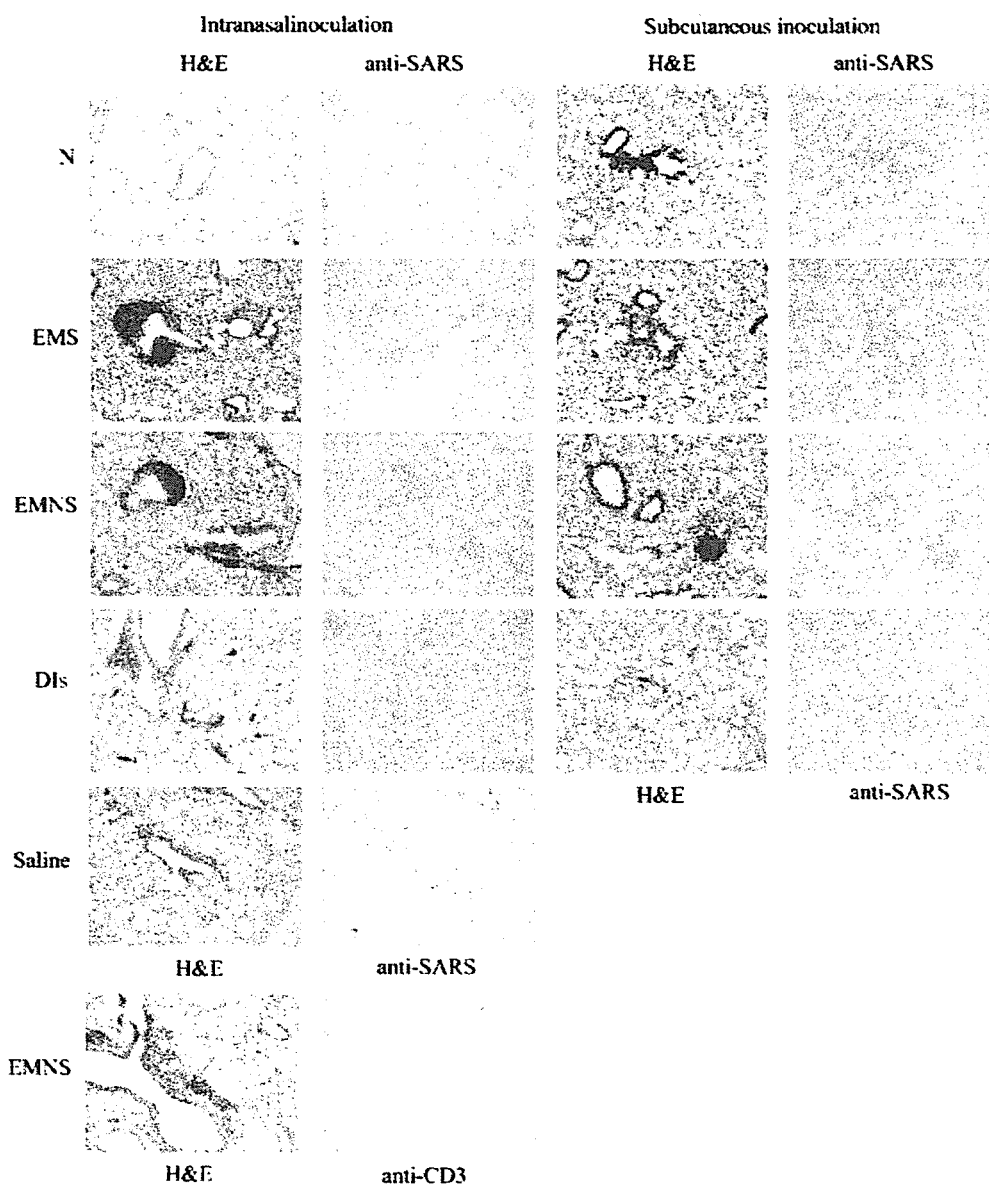 Intranasalinoculation Subcutaneous inoculation
H&E anti-SARS H&E anti-SARS
N
EMS
EMNS
DIs
H&E anti-SARS
Saline
H&E anti-SARS
EMNS
H&E anti-CD3